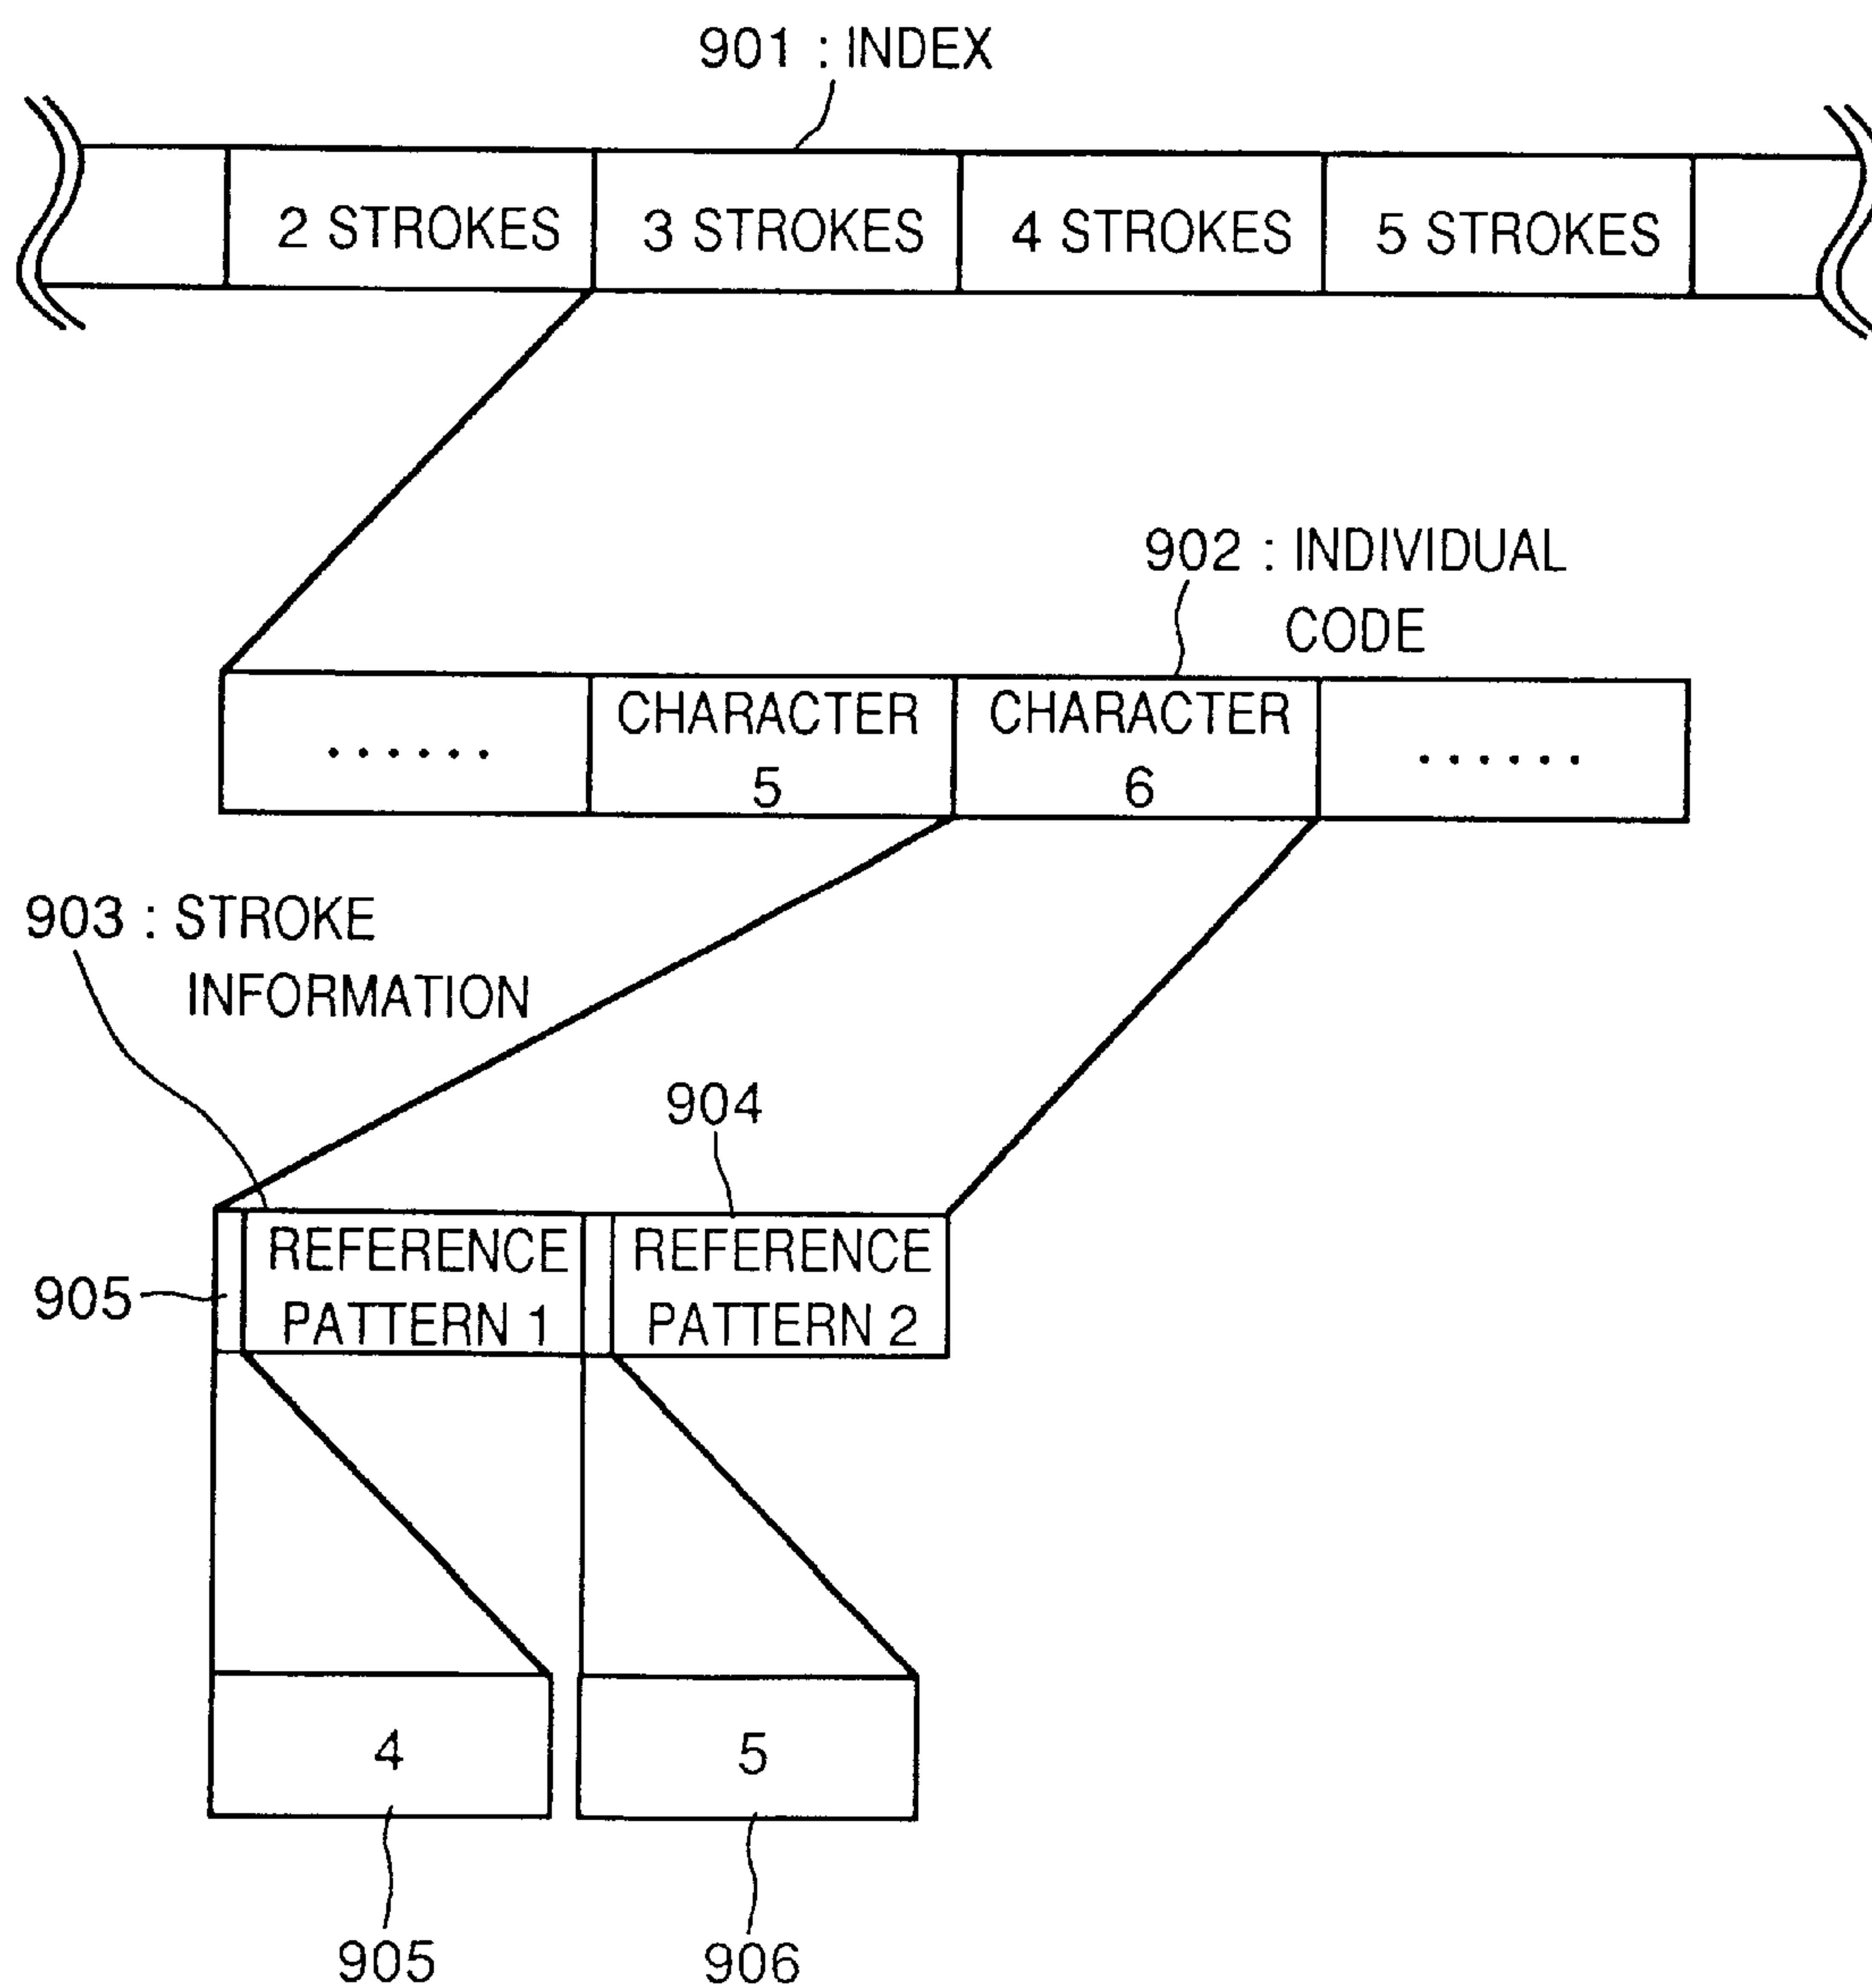 901 : INDEX
2 STROKES 3 STROKES 4 STROKES 5 STROKES
902 : INDIVIDUAL
CODE
CHARACTER CHARACTER
...... 5 6 ......
903 : STROKE
INFORMATION
904
REFERENCE REFERENCE
905
PATTERN 1 PATTERN 2
4 5
905 906